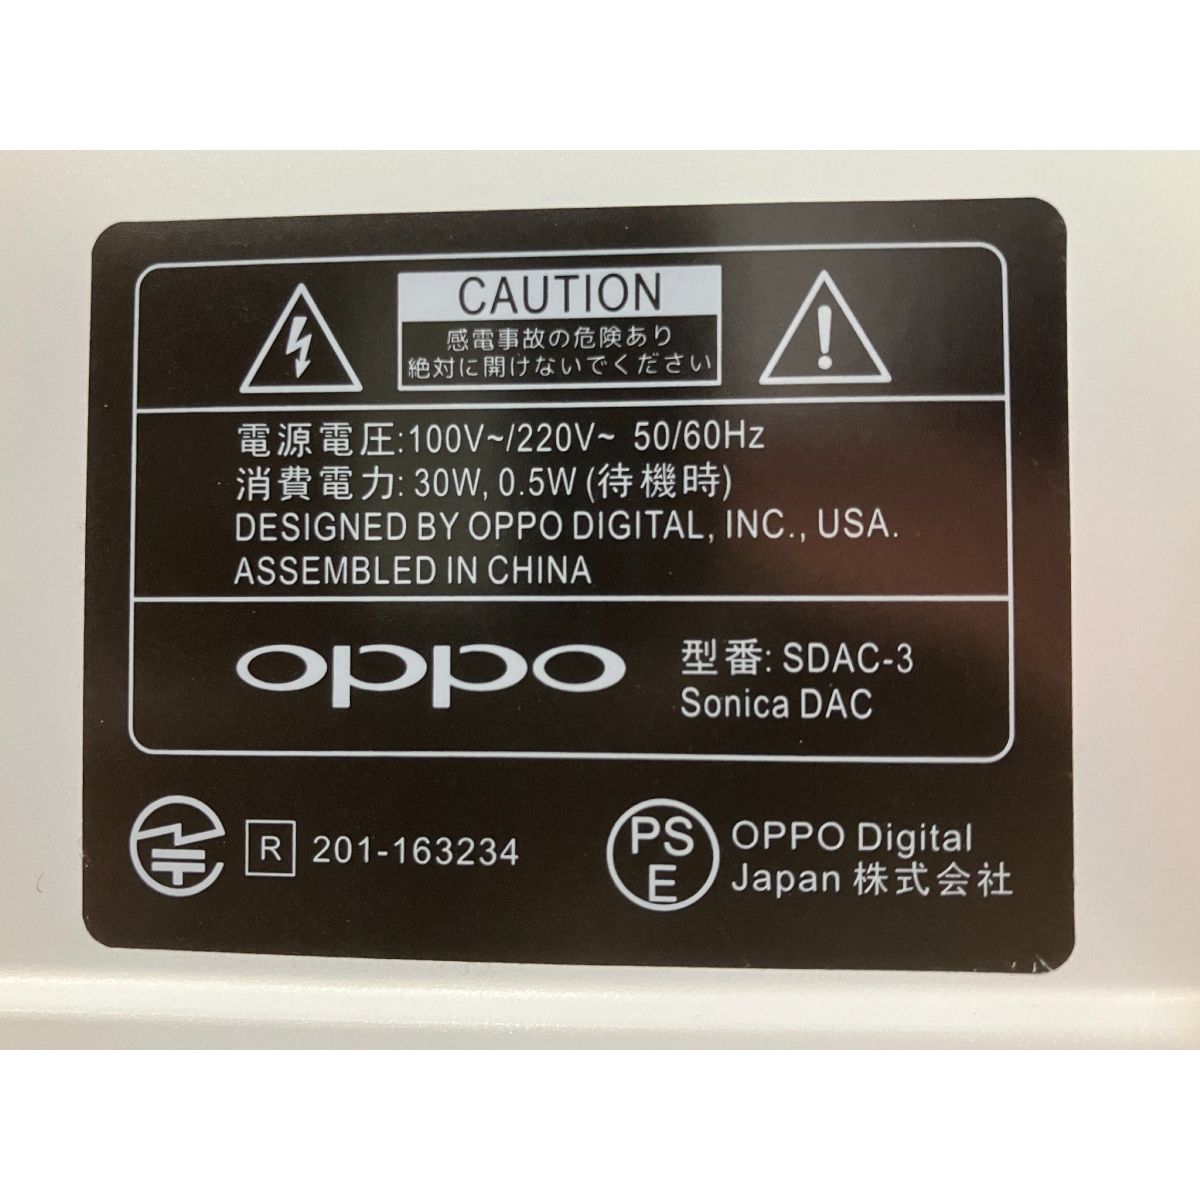 CAUTION
感電事故の危険あり
絶対に開けないでください
電源電圧:100V~/220V~ 50/60Hz
消費電力: 30W, 0.5W (待機時)
DESIGNED BY OPPO DIGITAL, INC., USA.
ASSEMBLED IN CHINA
oppo
型番: SDAC-3
Sonica DAC
R 201-163234
PS
E
OPPO Digital
Japan 株式会社